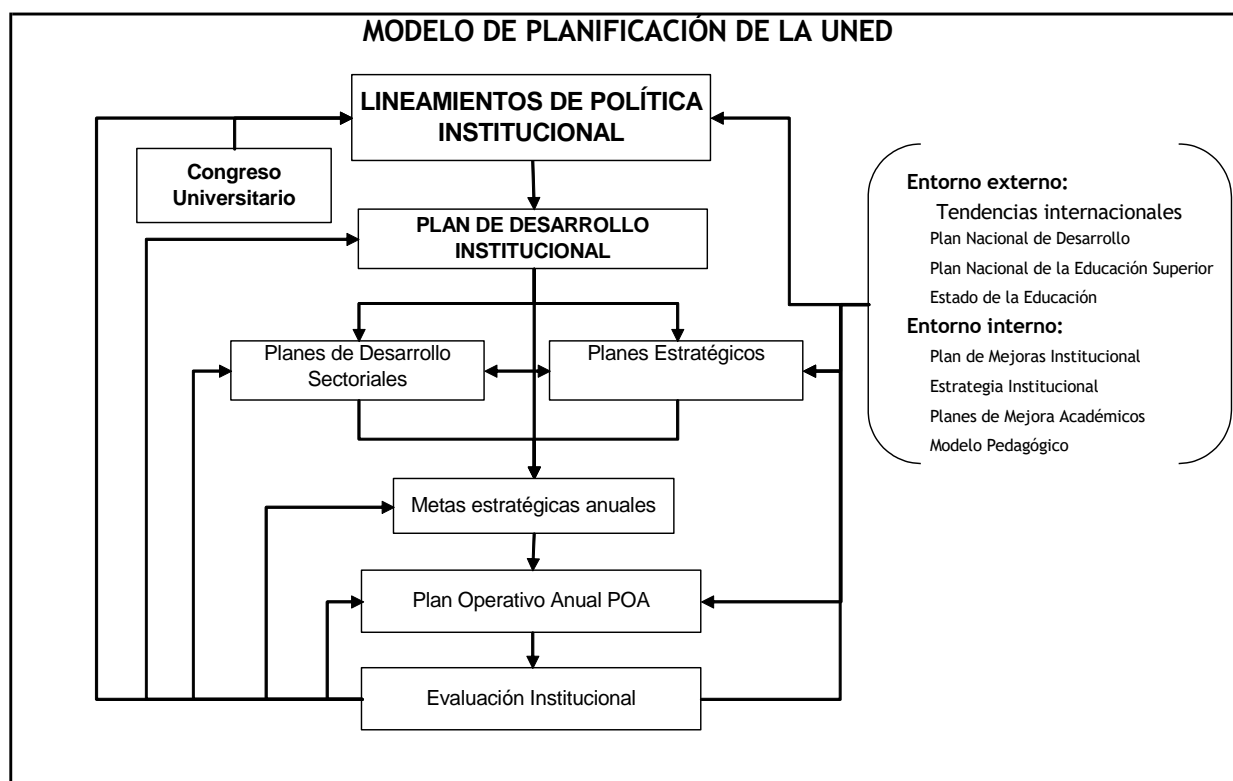 MODELO DE PLANIFICACIÓN DE LA UNED
LINEAMIENTOS DE POLÍTICA
INSTITUCIONAL
Congreso
Universitario
PLAN DE DESARROLLO
INSTITUCIONAL
Planes de Desarrollo
Sectoriales
Planes Estratégicos
Metas estratégicas anuales
Plan Operativo Anual POA
Evaluación Institucional
Entorno externo:
Tendencias internacionales
Plan Nacional de Desarrollo
Plan Nacional de la Educación Superior
Estado de la Educación
Entorno interno:
Plan de Mejoras Institucional
Estrategia Institucional
Planes de Mejora Académicos
Modelo Pedagógico